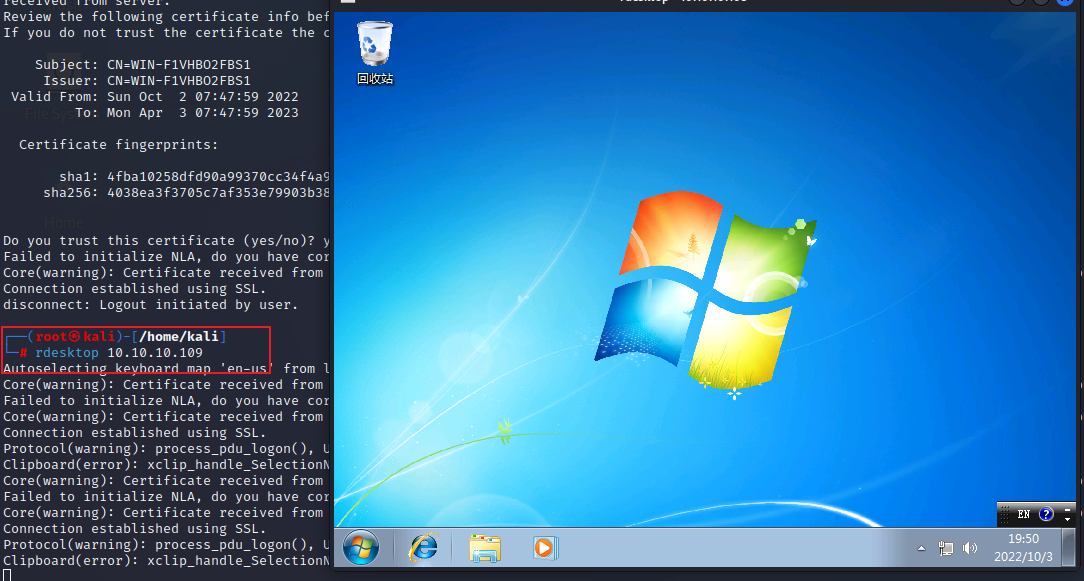 received from server.
Review the following certificate info bef
If you do not trust the certificate the c
Subject: CN=WIN-F1VHBO2FBS1
Issuer: CN=WIN-F1VHBO2FBS1
Valid From: Sun Oct  2 07:47:59 2022
To: Mon Apr  3 07:47:59 2023
Certificate fingerprints:
sha1: 4fba10258dfd90a99370cc34f4a9
sha256: 4038ea3f3705c7af353e79903b38
Home
Do you trust this certificate (yes/no)? y
Failed to initialize NLA, do you have cor
Core(warning): Certificate received from
Connection established using SSL.
disconnect: Logout initiated by user.
┌──(root㉿kali)-[/home/kali]
└─# rdesktop 10.10.10.109
Autoselecting keyboard map 'en-us' from l
Core(warning): Certificate received from
Failed to initialize NLA, do you have cor
Core(warning): Certificate received from
Connection established using SSL.
Protocol(warning): process_pdu_logon(), U
Clipboard(error): xclip_handle_SelectionN
Core(warning): Certificate received from
Failed to initialize NLA, do you have cor
Core(warning): Certificate received from
Connection established using SSL.
Protocol(warning): process_pdu_logon(), U
Clipboard(error): xclip_handle_SelectionN
回收站
EN
19:50
2022/10/3